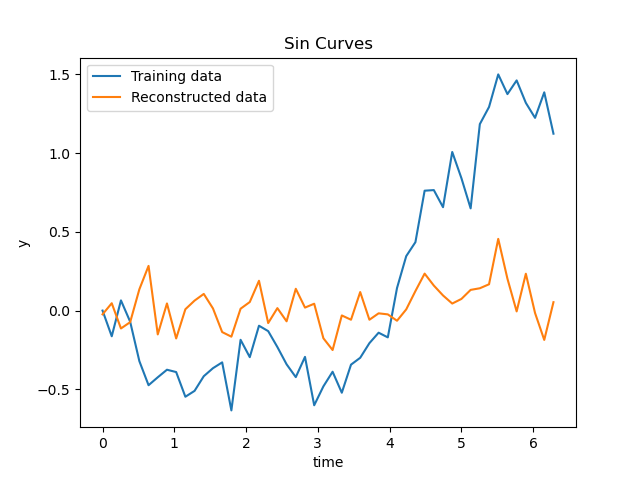 Sin Curves
Training data
Reconstructed data
1.5
1.0
0.5
0.0
−0.5
y
0 1 2 3 4 5 6
time